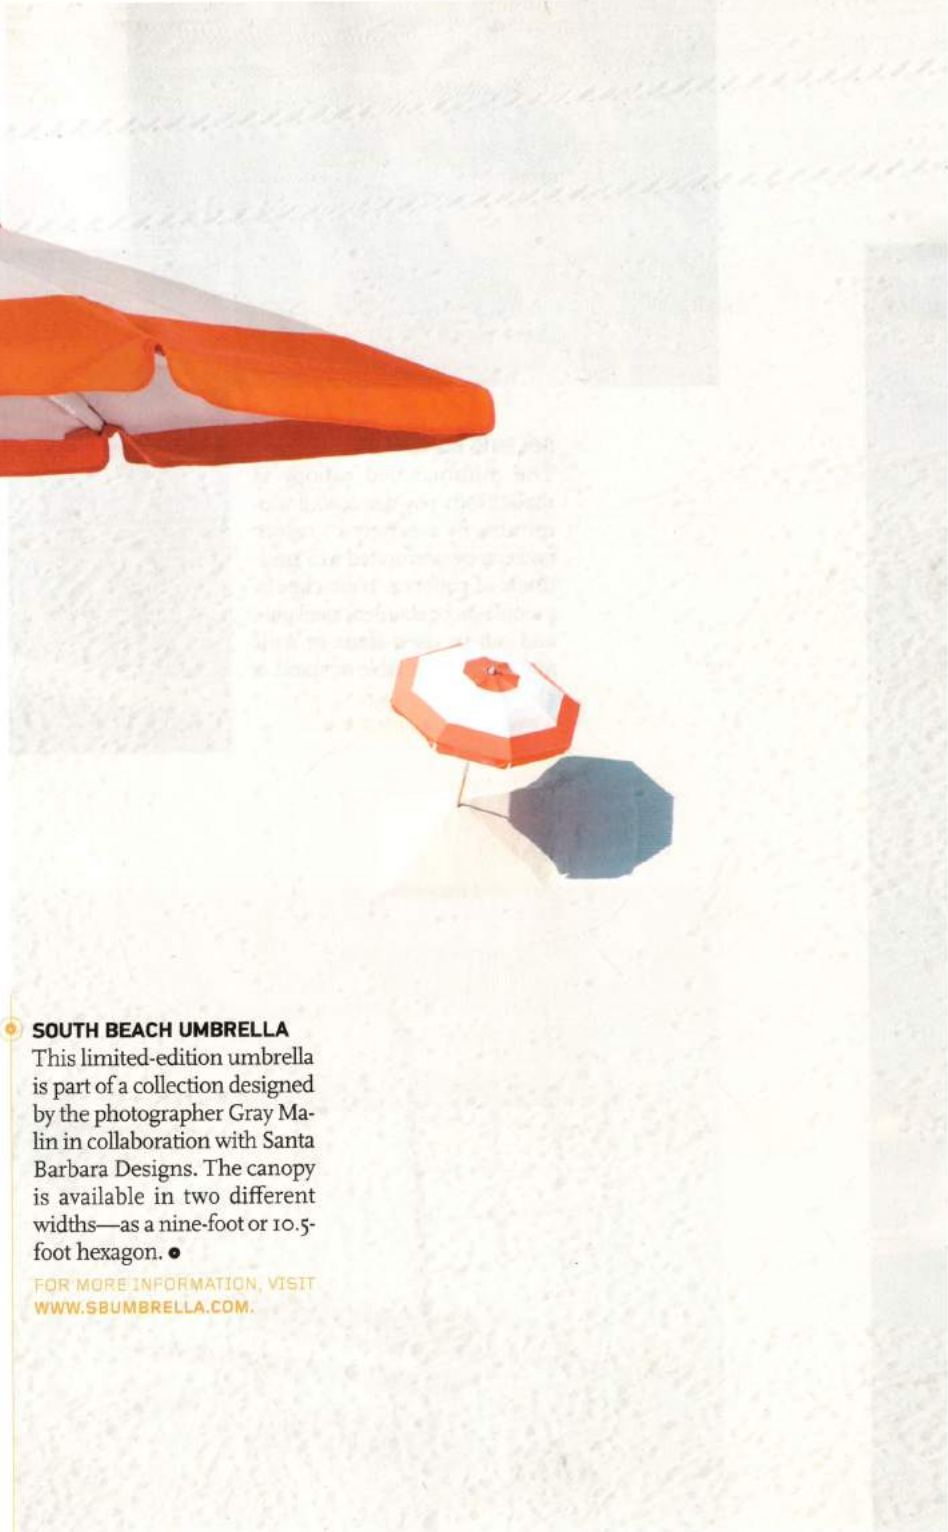 SOUTH BEACH UMBRELLA
This limited-edition umbrella
is part of a collection designed
by the photographer Gray Ma-
lin in collaboration with Santa
Barbara Designs. The canopy
is available in two different
widths—as a nine-foot or 10.5-
foot hexagon.
FOR MORE INFORMATION, VISIT
WWW.SBUMBRELLA.COM.